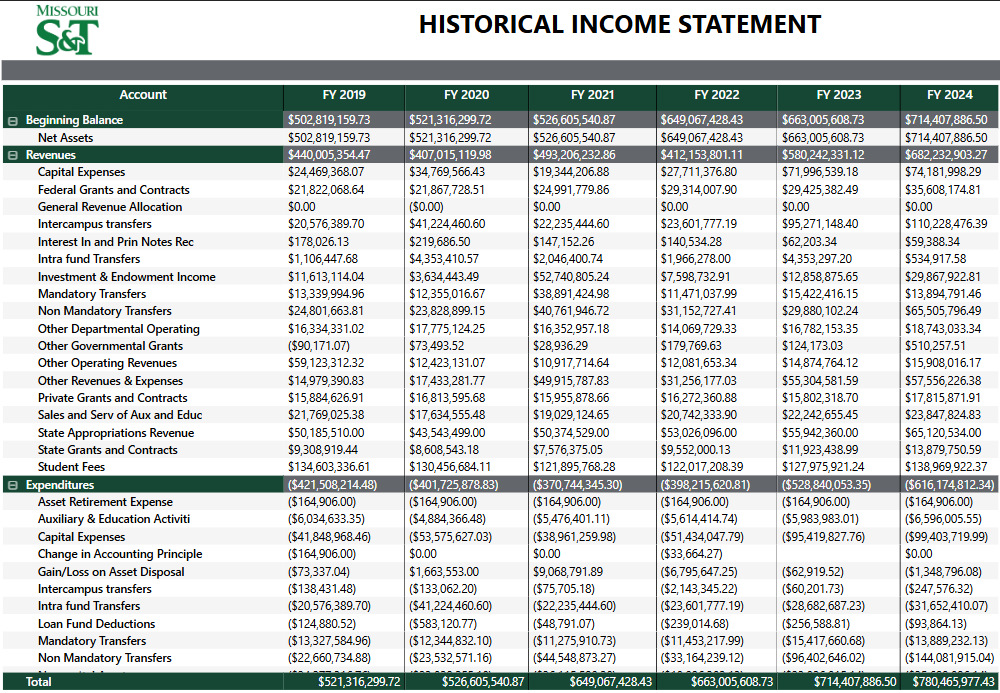 MISSOURI
S&T
HISTORICAL INCOME STATEMENT
Account FY 2019 FY 2020 FY 2021 FY 2022 FY 2023 FY 2024
Beginning Balance $502,819,159.73 $521,316,299.72 $526,605,540.87 $649,067,428.43 $663,005,608.73 $714,407,886.50
Net Assets $502,819,159.73 $521,316,299.72 $526,605,540.87 $649,067,428.43 $663,005,608.73 $714,407,886.50
Revenues $440,005,354.47 $407,015,119.98 $493,206,232.86 $412,153,801.11 $580,242,331.12 $682,232,903.27
Capital Expenses $24,469,368.07 $34,769,566.43 $19,344,206.88 $27,711,376.80 $71,996,539.18 $74,181,998.29
Federal Grants and Contracts $21,822,068.64 $21,867,728.51 $24,991,779.86 $29,314,007.90 $29,425,382.49 $35,608,174.81
General Revenue Allocation $0.00 ($0.00) $0.00 $0.00 $0.00 $0.00
Intercampus transfers $20,576,389.70 $41,224,460.60 $22,235,444.60 $23,601,777.19 $95,271,148.40 $110,228,476.39
Interest In and Prin Notes Rec $178,026.13 $219,686.50 $147,152.26 $140,534.28 $62,203.34 $59,388.34
Intra fund Transfers $1,106,447.68 $4,353,410.57 $2,046,400.74 $1,966,278.00 $4,353,297.20 $534,917.58
Investment & Endowment Income $11,613,114.04 $3,634,443.49 $52,740,805.24 $7,598,732.91 $12,858,875.65 $29,867,922.81
Mandatory Transfers $13,339,994.96 $12,355,016.67 $38,891,424.98 $11,471,037.99 $15,422,416.15 $13,894,791.46
Non Mandatory Transfers $24,801,663.81 $23,828,899.15 $40,761,946.72 $31,152,727.41 $29,880,102.24 $65,505,796.49
Other Departmental Operating $16,334,331.02 $17,775,124.25 $16,352,957.18 $14,069,729.33 $16,782,153.35 $18,743,033.34
Other Governmental Grants ($90,171.07) $73,493.52 $28,936.29 $179,769.63 $124,173.03 $510,257.51
Other Operating Revenues $59,123,312.32 $12,423,131.07 $10,917,714.64 $12,081,653.34 $14,874,764.12 $15,908,016.17
Other Revenues & Expenses $14,979,390.83 $17,433,281.77 $49,915,787.83 $31,256,177.03 $55,304,581.59 $57,556,226.38
Private Grants and Contracts $15,884,626.91 $16,813,595.68 $15,955,878.66 $16,272,360.88 $15,802,318.70 $17,815,871.91
Sales and Serv of Aux and Educ $21,769,025.38 $17,634,555.48 $19,029,124.65 $20,742,333.90 $22,242,655.45 $23,847,824.83
State Appropriations Revenue $50,185,510.00 $43,543,499.00 $50,374,529.00 $53,026,096.00 $55,942,360.00 $65,120,534.00
State Grants and Contracts $9,308,919.44 $8,608,543.18 $7,576,375.05 $9,552,000.13 $11,923,438.99 $13,879,750.59
Student Fees $134,603,336.61 $130,456,684.11 $121,895,768.28 $122,017,208.39 $127,975,921.24 $138,969,922.37
Expenditures ($421,508,214.48) ($401,725,878.83) ($370,744,345.30) ($398,215,620.81) ($528,840,053.35) ($616,174,812.34)
Asset Retirement Expense ($164,906.00) ($164,906.00) ($164,906.00) ($164,906.00) ($164,906.00) ($164,906.00)
Auxiliary & Education Activiti ($6,034,633.35) ($4,884,366.48) ($5,476,401.11) ($5,614,414.74) ($5,983,983.01) ($6,596,005.55)
Capital Expenses ($41,848,968.46) ($53,575,627.03) ($38,961,259.98) ($51,434,047.79) ($95,419,827.76) ($99,403,719.99)
Change in Accounting Principle ($164,906.00) $0.00 $0.00 ($33,664.27) $0.00
Gain/Loss on Asset Disposal ($73,337.04) $1,663,553.00 $9,068,791.89 ($6,795,647.25) ($62,919.52) ($1,348,796.08)
Intercampus transfers ($138,431.48) ($133,062.20) ($75,705.18) ($2,143,345.22) ($60,201.73) ($247,576.32)
Intra fund Transfers ($20,576,389.70) ($41,224,460.60) ($22,235,444.60) ($23,601,777.19) ($28,682,687.23) ($31,652,410.07)
Loan Fund Deductions ($124,880.52) ($583,120.77) ($48,791.07) ($239,014.68) ($256,588.81) ($93,864.13)
Mandatory Transfers ($13,327,584.96) ($12,344,832.10) ($11,275,910.73) ($11,453,217.99) ($15,417,660.68) ($13,889,232.13)
Non Mandatory Transfers ($22,660,734.88) ($23,532,571.16) ($44,548,873.27) ($33,164,239.12) ($96,402,646.02) ($144,081,915.04)
Total $521,316,299.72 $526,605,540.87 $649,067,428.43 $663,005,608.73 $714,407,886.50 $780,465,977.43